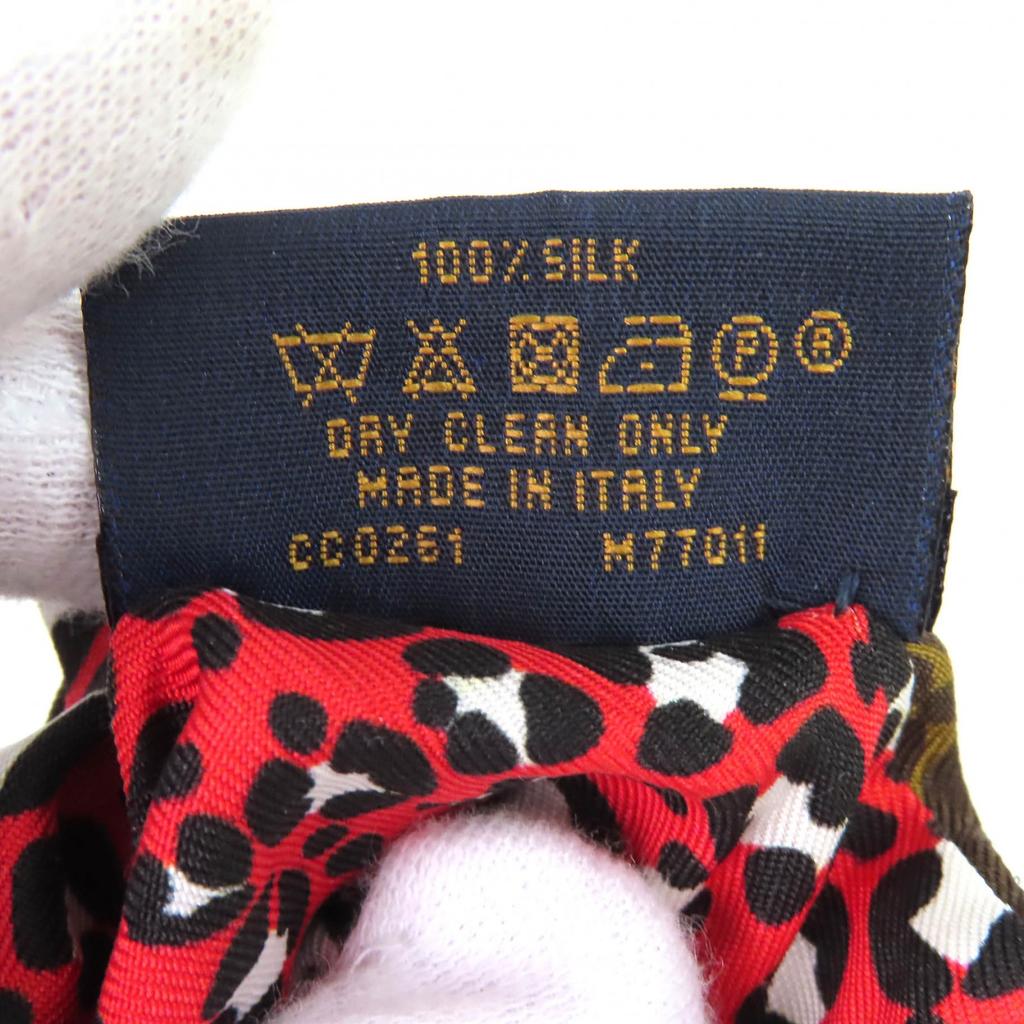 100% SILK
P R
DRY CLEAN ONLY
MADE IN ITALY
CC0261 M77011